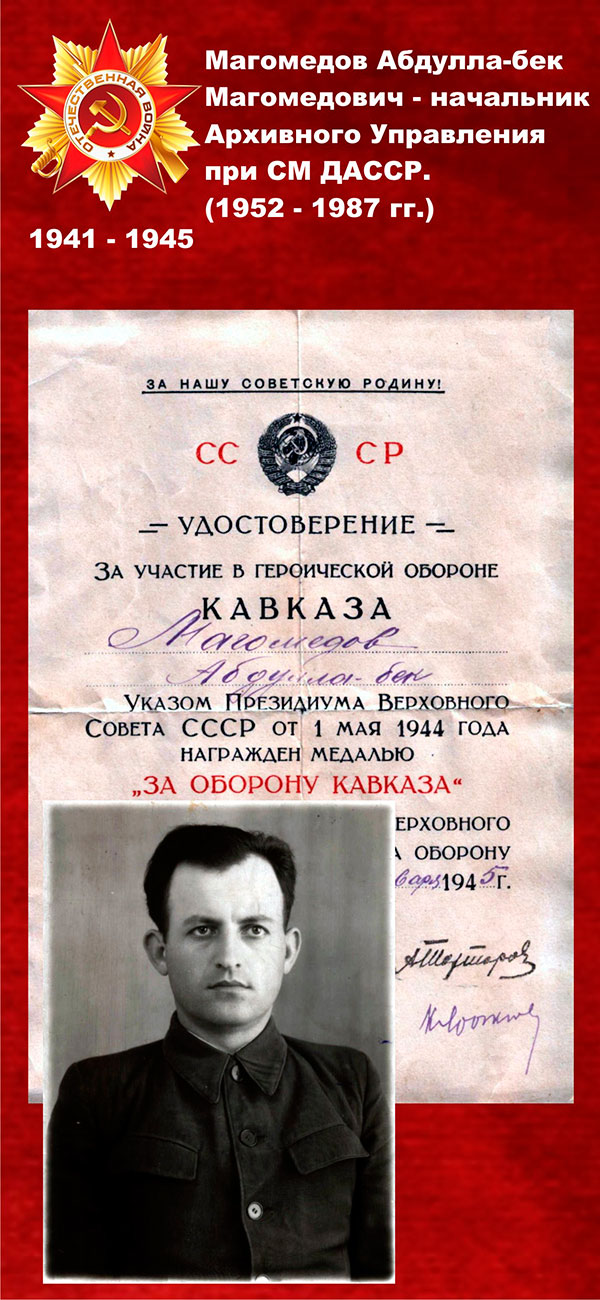 ОТЕЧЕСТВЕННАЯ ВОЙНА
Магомедов Абдулла-бек
Магомедович - начальник
Архивного Управления
при СМ ДАССР.
(1952 - 1987 гг.)
1941 - 1945
ЗА НАШУ СОВЕТСКУЮ РОДИНУ!
СС СР
УДОСТОВЕРЕНИЕ
ЗА УЧАСТИЕ В ГЕРОИЧЕСКОЙ ОБОРОНЕ
КАВКАЗА
Магомедов
Абдулла-бек
УКАЗОМ ПРЕЗИДИУМА ВЕРХОВНОГО
СОВЕТА СССР ОТ 1 МАЯ 1944 ГОДА
НАГРАЖДЕН МЕДАЛЬЮ
„ЗА ОБОРОНУ КАВКАЗА“
ЕРХОВНОГО
ОБОРОНУ
варя 1945 г.